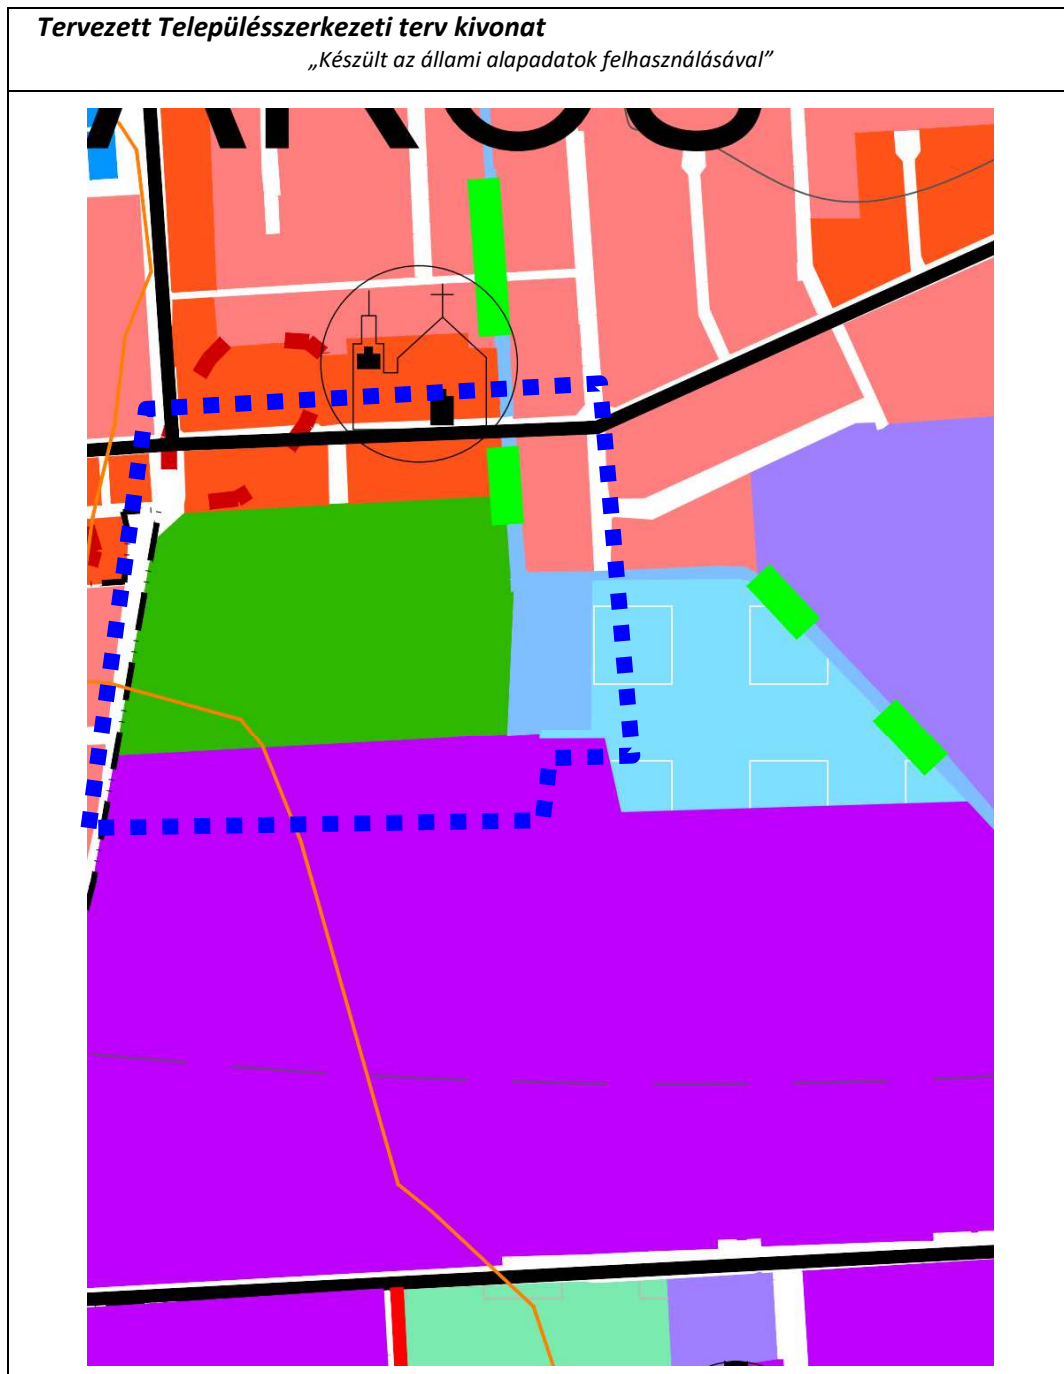 Tervezett Településszerkezeti terv kivonat
„Készült az állami alapadatok felhasználásával”